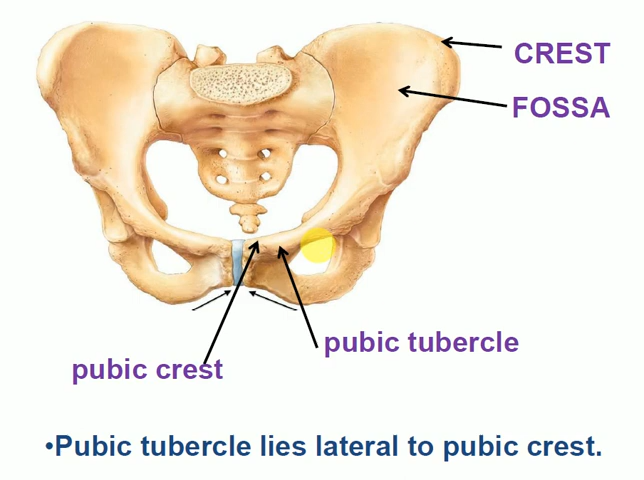 CREST
FOSSA
pubic tubercle
pubic crest
•Pubic tubercle lies lateral to pubic crest.